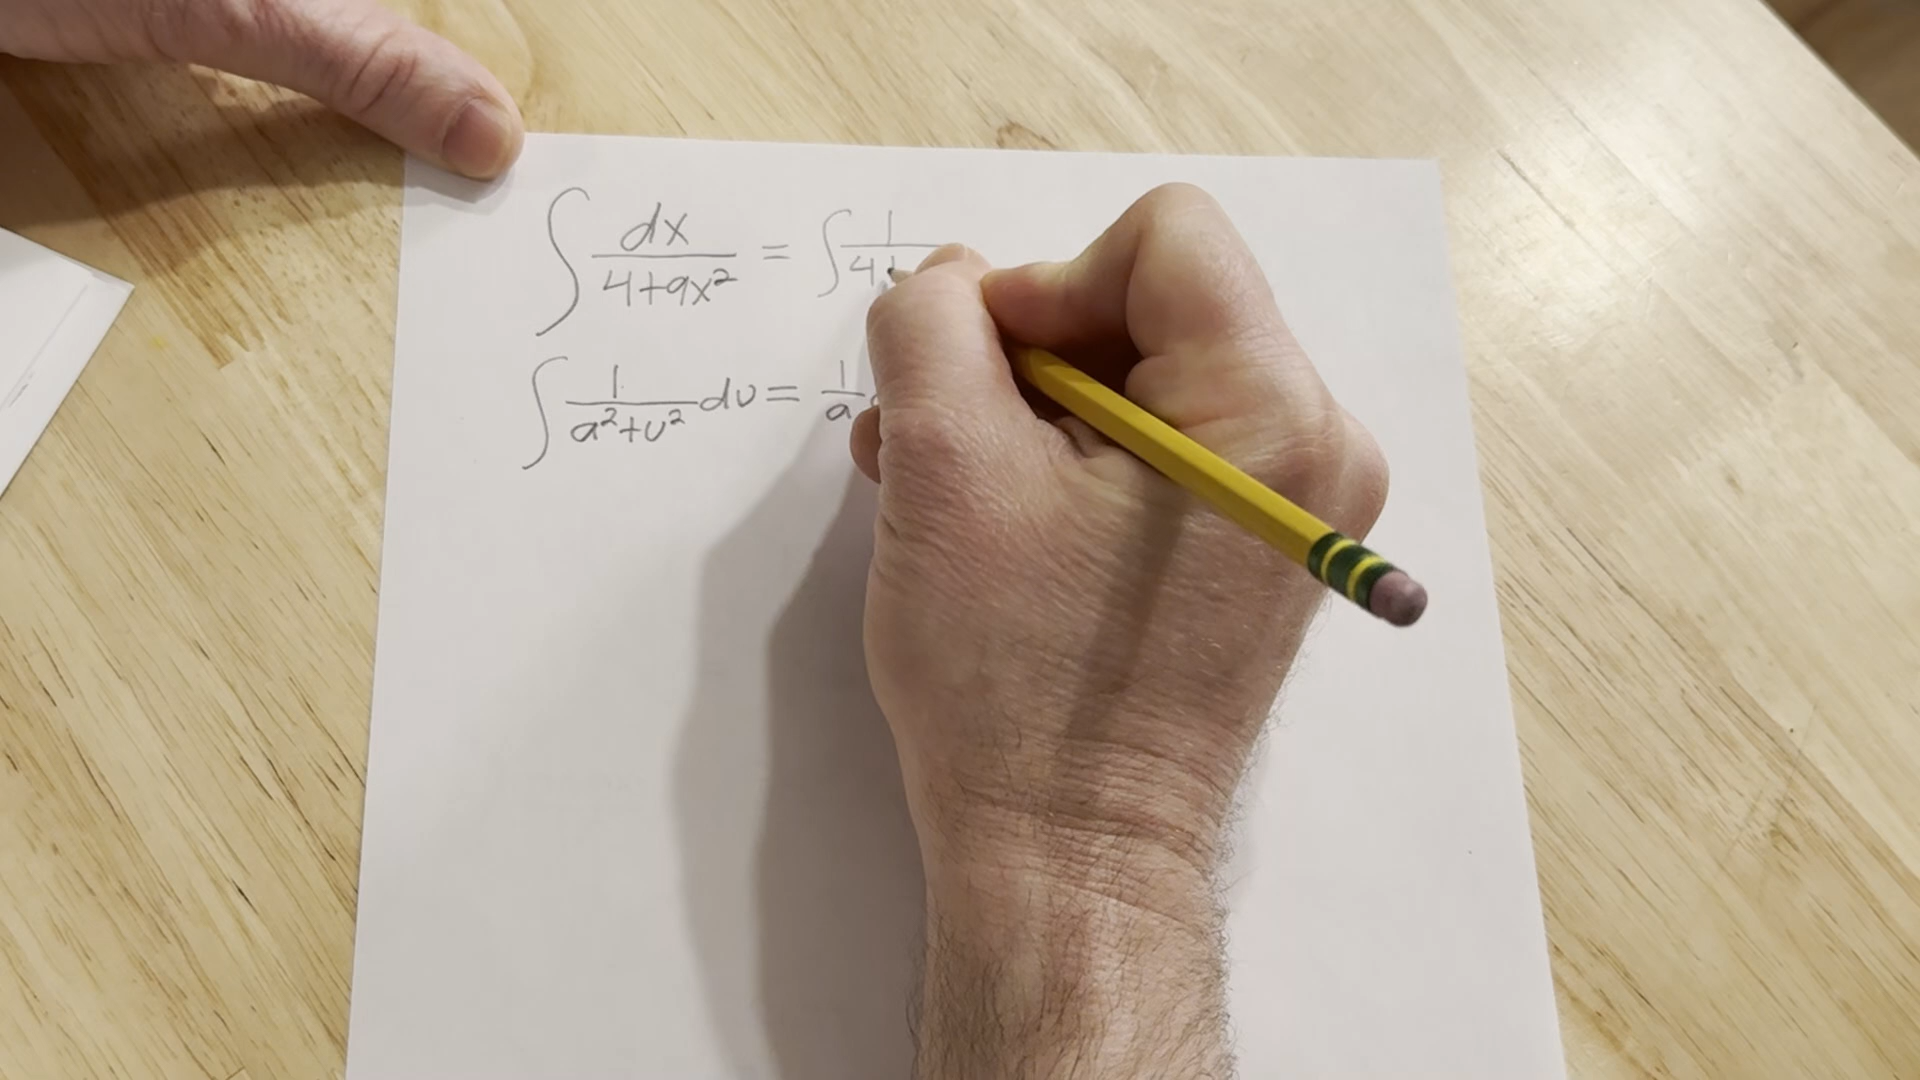 ∫ dx/(4+9x²) = ∫ 1/(4+
∫ 1/(a²+u²) du = 1/a